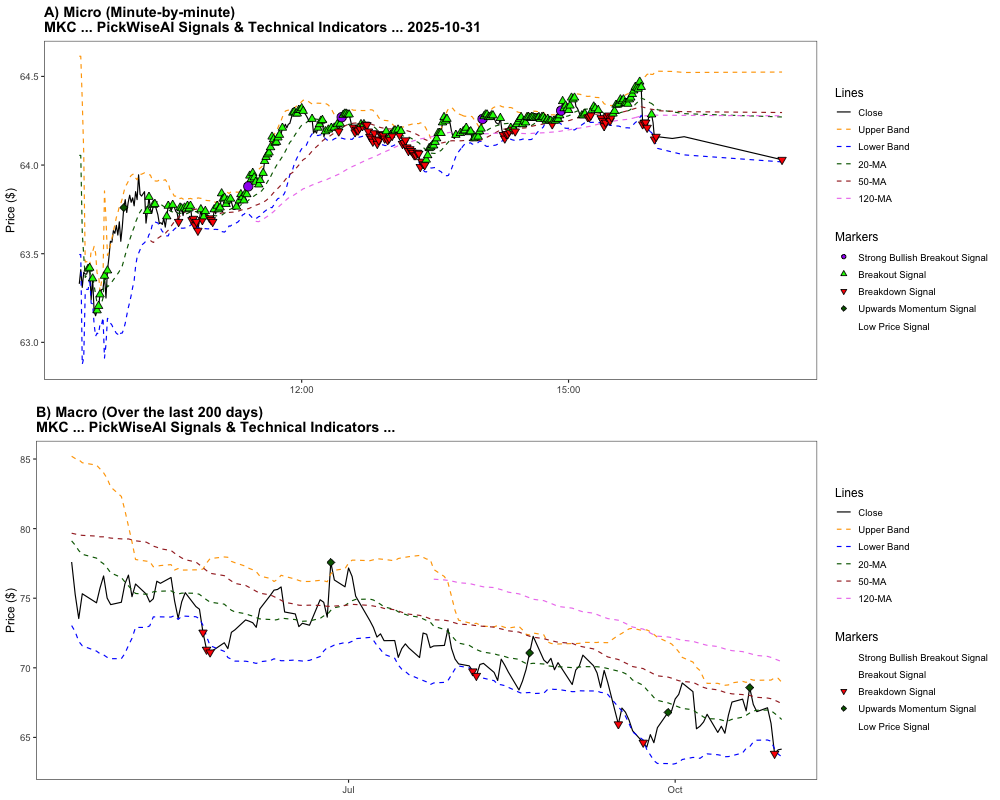 A) Micro (Minute-by-minute)
MKC ... PickWiseAI Signals & Technical Indicators ... 2025-10-31
64.5
64.0
63.5
63.0
Price ($)
12:00
15:00
Lines
Close
Upper Band
Lower Band
20-MA
50-MA
120-MA
Markers
Strong Bullish Breakout Signal
Breakout Signal
Breakdown Signal
Upwards Momentum Signal
Low Price Signal
B) Macro (Over the last 200 days)
MKC ... PickWiseAI Signals & Technical Indicators ...
85
80
75
70
65
Price ($)
Jul
Oct
Lines
Close
Upper Band
Lower Band
20-MA
50-MA
120-MA
Markers
Strong Bullish Breakout Signal
Breakout Signal
Breakdown Signal
Upwards Momentum Signal
Low Price Signal